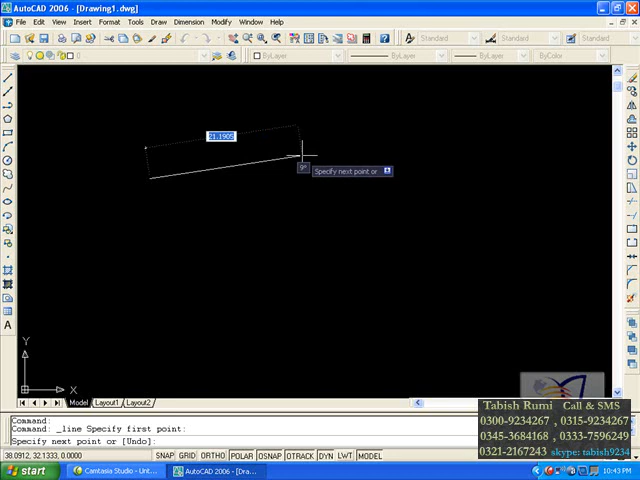 AutoCAD 2006 - [Drawing1.dwg]
File Edit View Insert Format Tools Draw Dimension Modify Window Help
Standard Standard Standard
0 ByLayer ByLayer ByLayer ByColor
21.1909
9°
Specify next point or
Y
X
Model Layout1 Layout2
Command:
Command: _line Specify first point:
Specify next point or [Undo]:
38.0912, 32.1333, 0.0000 SNAP GRID ORTHO POLAR OSNAP OTRACK DYN LWT MODEL
Tabish Rumi Call & SMS
0300-9234267 , 0315-9234267
0345-3684168 , 0333-7596249
0321-2167243 skype: tabish9234
start Camtasia Studio - Unt... AutoCAD 2006 - [Draw... 10:43 PM